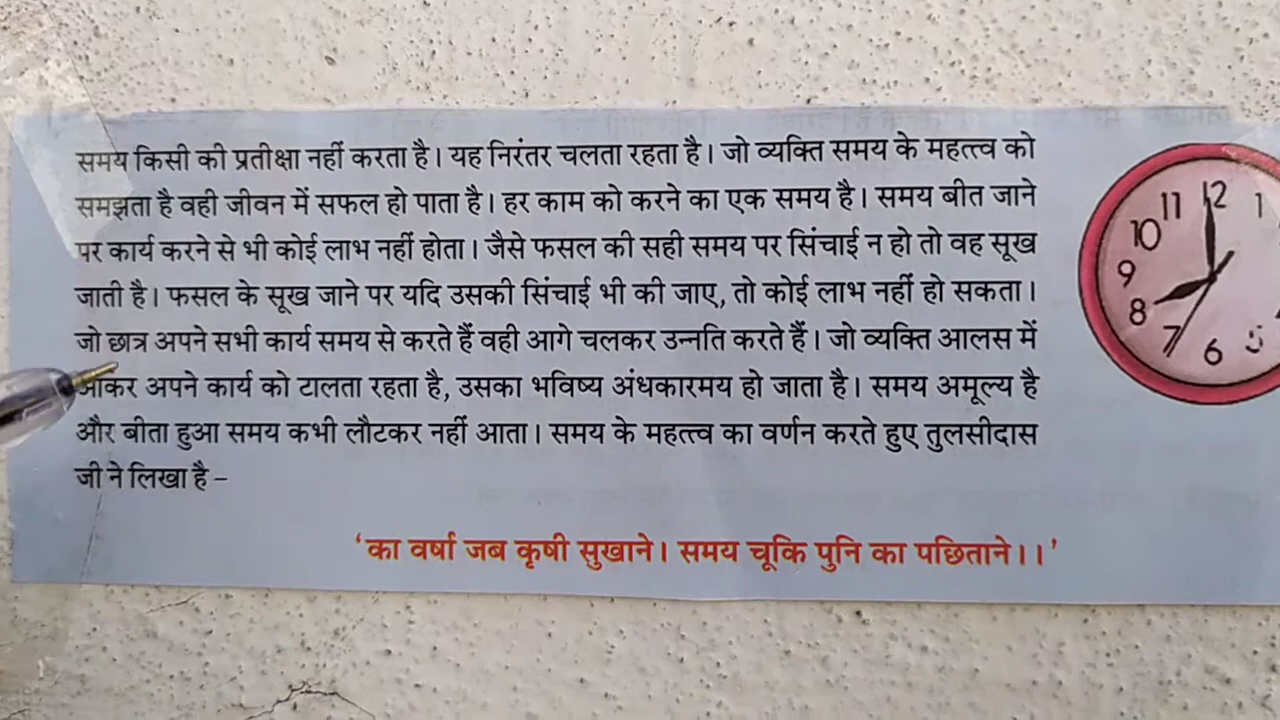 समय किसी की प्रतीक्षा नहीं करता है। यह निरंतर चलता रहता है। जो व्यक्ति समय के महत्त्व को
समझता है वही जीवन में सफल हो पाता है। हर काम को करने का एक समय है। समय बीत जाने
पर कार्य करने से भी कोई लाभ नहीं होता। जैसे फसल की सही समय पर सिंचाई न हो तो वह सूख
जाती है। फसल के सूख जाने पर यदि उसकी सिंचाई भी की जाए, तो कोई लाभ नहीं हो सकता।
जो छात्र अपने सभी कार्य समय से करते हैं वही आगे चलकर उन्नति करते हैं। जो व्यक्ति आलस में
आकर अपने कार्य को टालता रहता है, उसका भविष्य अंधकारमय हो जाता है। समय अमूल्य है
और बीता हुआ समय कभी लौटकर नहीं आता। समय के महत्त्व का वर्णन करते हुए तुलसीदास
जी ने लिखा है –
'का वर्षा जब कृषी सुखाने। समय चूकि पुनि का पछिताने।।'
11 12 1
10
9
8
7 6 5